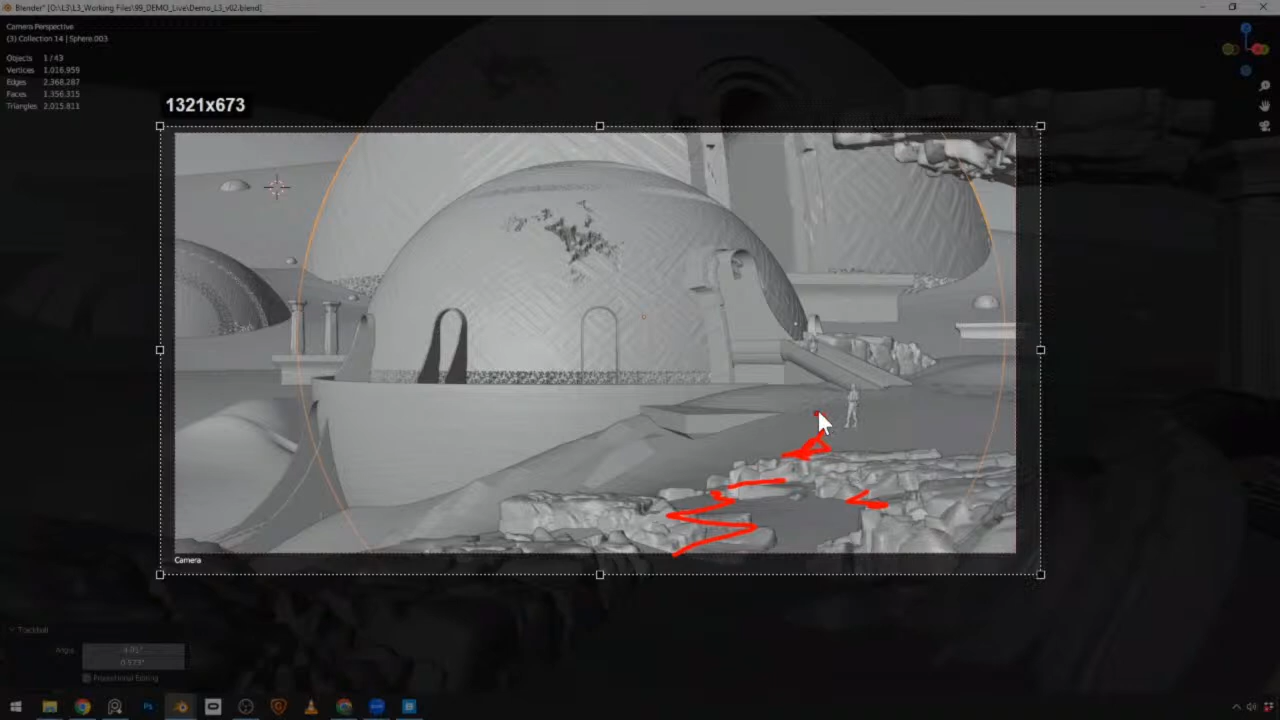 Blender* [D:\L3\L3_Working Files\99_DEMO_Live\Demo_L3_v02.blend]
Camera Perspective
(3) Collection 14 | Sphere.003
Objects 1/43
Vertices 1,016,959
Edges 2,368,287
Faces 1,356,315
Triangles 2,015,811
1321x673
Camera
Trackball
Angle
Proportional Editing
Ps